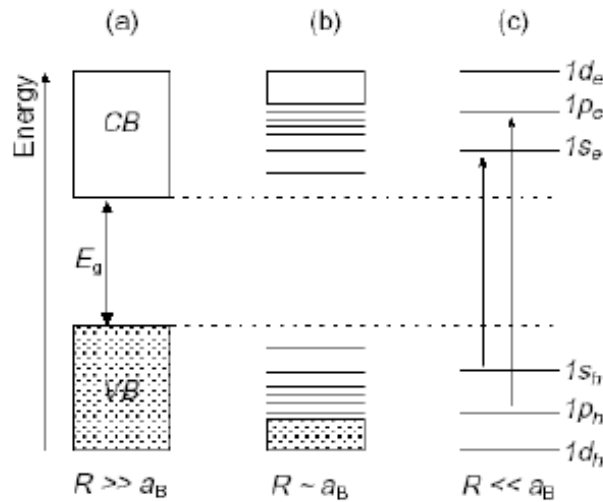 (a) (b) (c)
Energy
CB
E_g
VB
1d_e
1p_e
1s_e
1s_h
1p_h
1d_h
R >> a_B R ~ a_B R << a_B